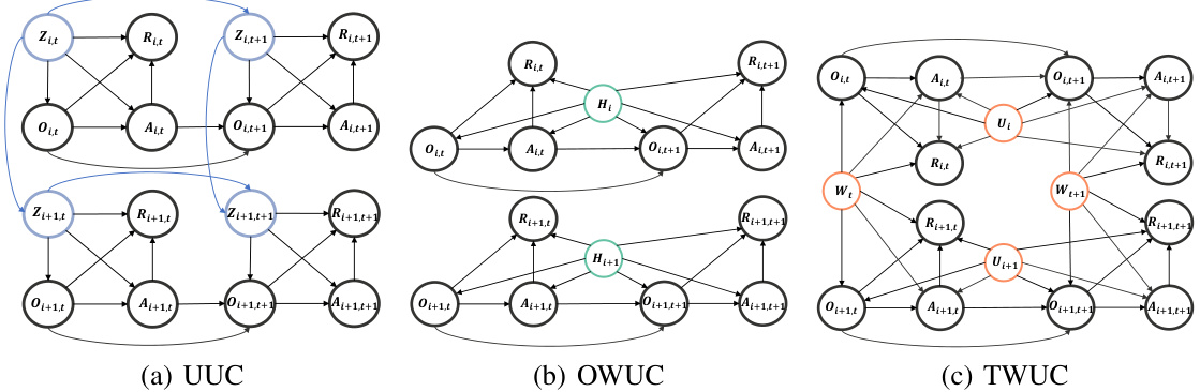 Z_{i,t} R_{i,t} Z_{i,t+1} R_{i,t+1}
O_{i,t} A_{i,t} O_{i,t+1} A_{i,t+1}
Z_{i+1,t} R_{i+1,t} Z_{i+1,t+1} R_{i+1,t+1}
O_{i+1,t} A_{i+1,t} O_{i+1,t+1} A_{i+1,t+1}
(a) UUC
R_{i,t} H_i R_{i,t+1}
O_{i,t} A_{i,t} O_{i,t+1} A_{i,t+1}
R_{i+1,t} H_{i+1} R_{i+1,t+1}
O_{i+1,t} A_{i+1,t} O_{i+1,t+1} A_{i+1,t+1}
(b) OWUC
O_{i,t} A_{i,t} O_{i,t+1} A_{i,t+1}
U_i
R_{i,t} R_{i,t+1}
W_t W_{t+1}
R_{i+1,t} R_{i+1,t+1}
U_{i+1}
O_{i+1,t} A_{i+1,t} O_{i+1,t+1} A_{i+1,t+1}
(c) TWUC